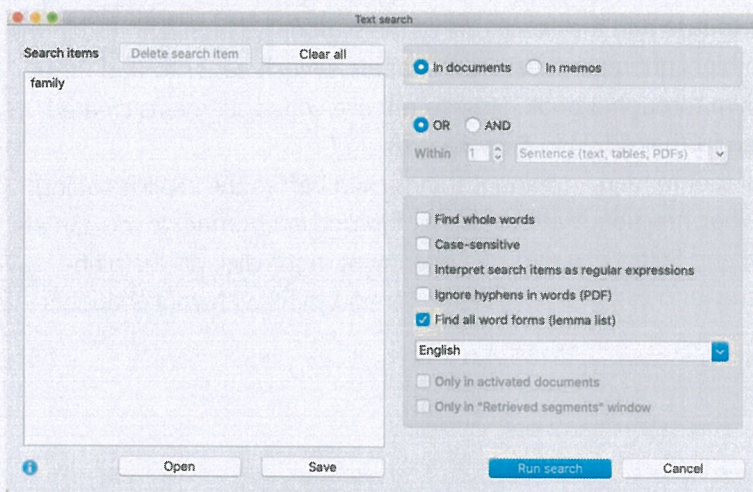 Text search
Search items Delete search item Clear all
family
In documents In memos
OR AND
Within 1 Sentence (text, tables, PDFs)
Find whole words
Case-sensitive
Interpret search items as regular expressions
Ignore hyphens in words (PDF)
Find all word forms (lemma list)
English
Only in activated documents
Only in "Retrieved segments" window
Open Save Run search Cancel